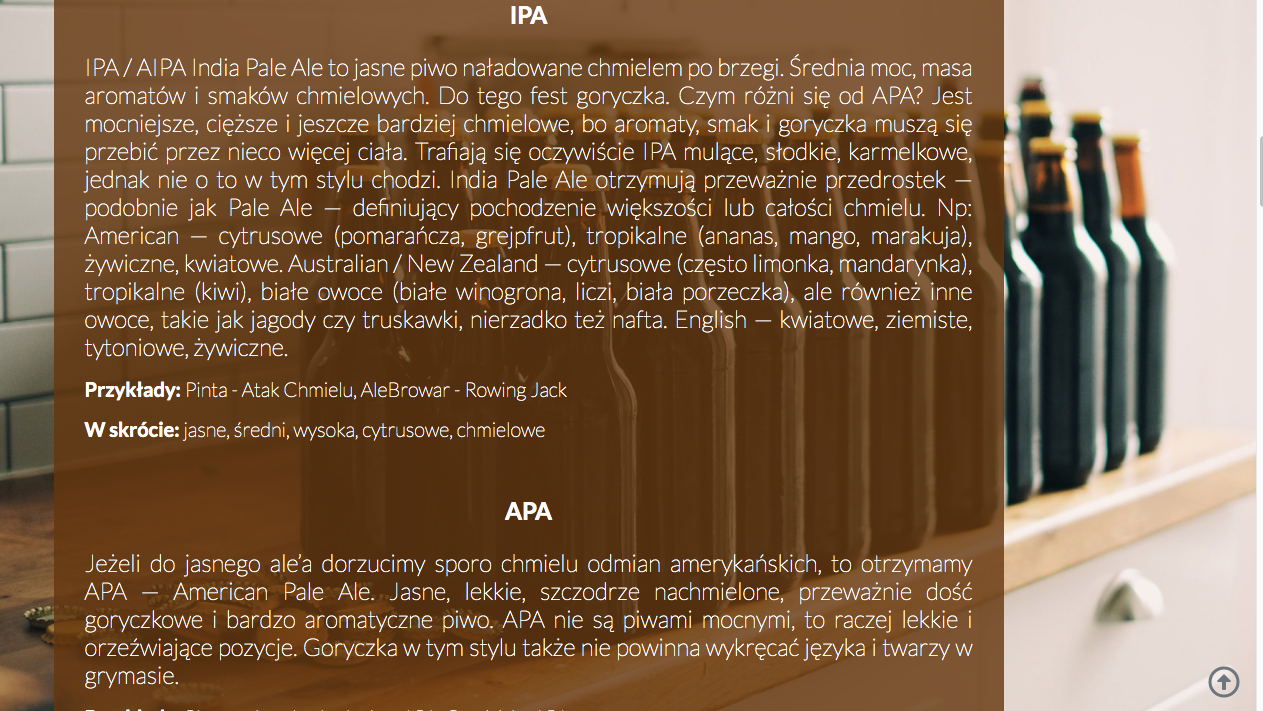 IPA
IPA / AIPA India Pale Ale to jasne piwo naładowane chmielem po brzegi. Średnia moc, masa
aromatów i smaków chmielowych. Do tego fest goryczka. Czym różni się od APA? Jest
mocniejsze, cięższe i jeszcze bardziej chmielowe, bo aromaty, smak i goryczka muszą się
przebić przez nieco więcej ciała. Trafiają się oczywiście IPA mulące, słodkie, karmelkowe,
jednak nie o to w tym stylu chodzi. India Pale Ale otrzymują przeważnie przedrostek —
podobnie jak Pale Ale — definiujący pochodzenie większości lub całości chmielu. Np:
American — cytrusowe (pomarańcza, grejpfrut), tropikalne (ananas, mango, marakuja),
żywiczne, kwiatowe. Australian / New Zealand — cytrusowe (często limonka, mandarynka),
tropikalne (kiwi), białe owoce (białe winogrona, liczi, biała porzeczka), ale również inne
owoce, takie jak jagody czy truskawki, nierzadko też nafta. English — kwiatowe, ziemiste,
tytoniowe, żywiczne.
Przykłady: Pinta - Atak Chmielu, AleBrowar - Rowing Jack
W skrócie: jasne, średni, wysoka, cytrusowe, chmielowe
APA
Jeżeli do jasnego ale’a dorzucimy sporo chmielu odmian amerykańskich, to otrzymamy
APA — American Pale Ale. Jasne, lekkie, szczodrze nachmielone, przeważnie dość
goryczkowe i bardzo aromatyczne piwo. APA nie są piwami mocnymi, to raczej lekkie i
orzeźwiające pozycje. Goryczka w tym stylu także nie powinna wykręcać języka i twarzy w
grymasie.